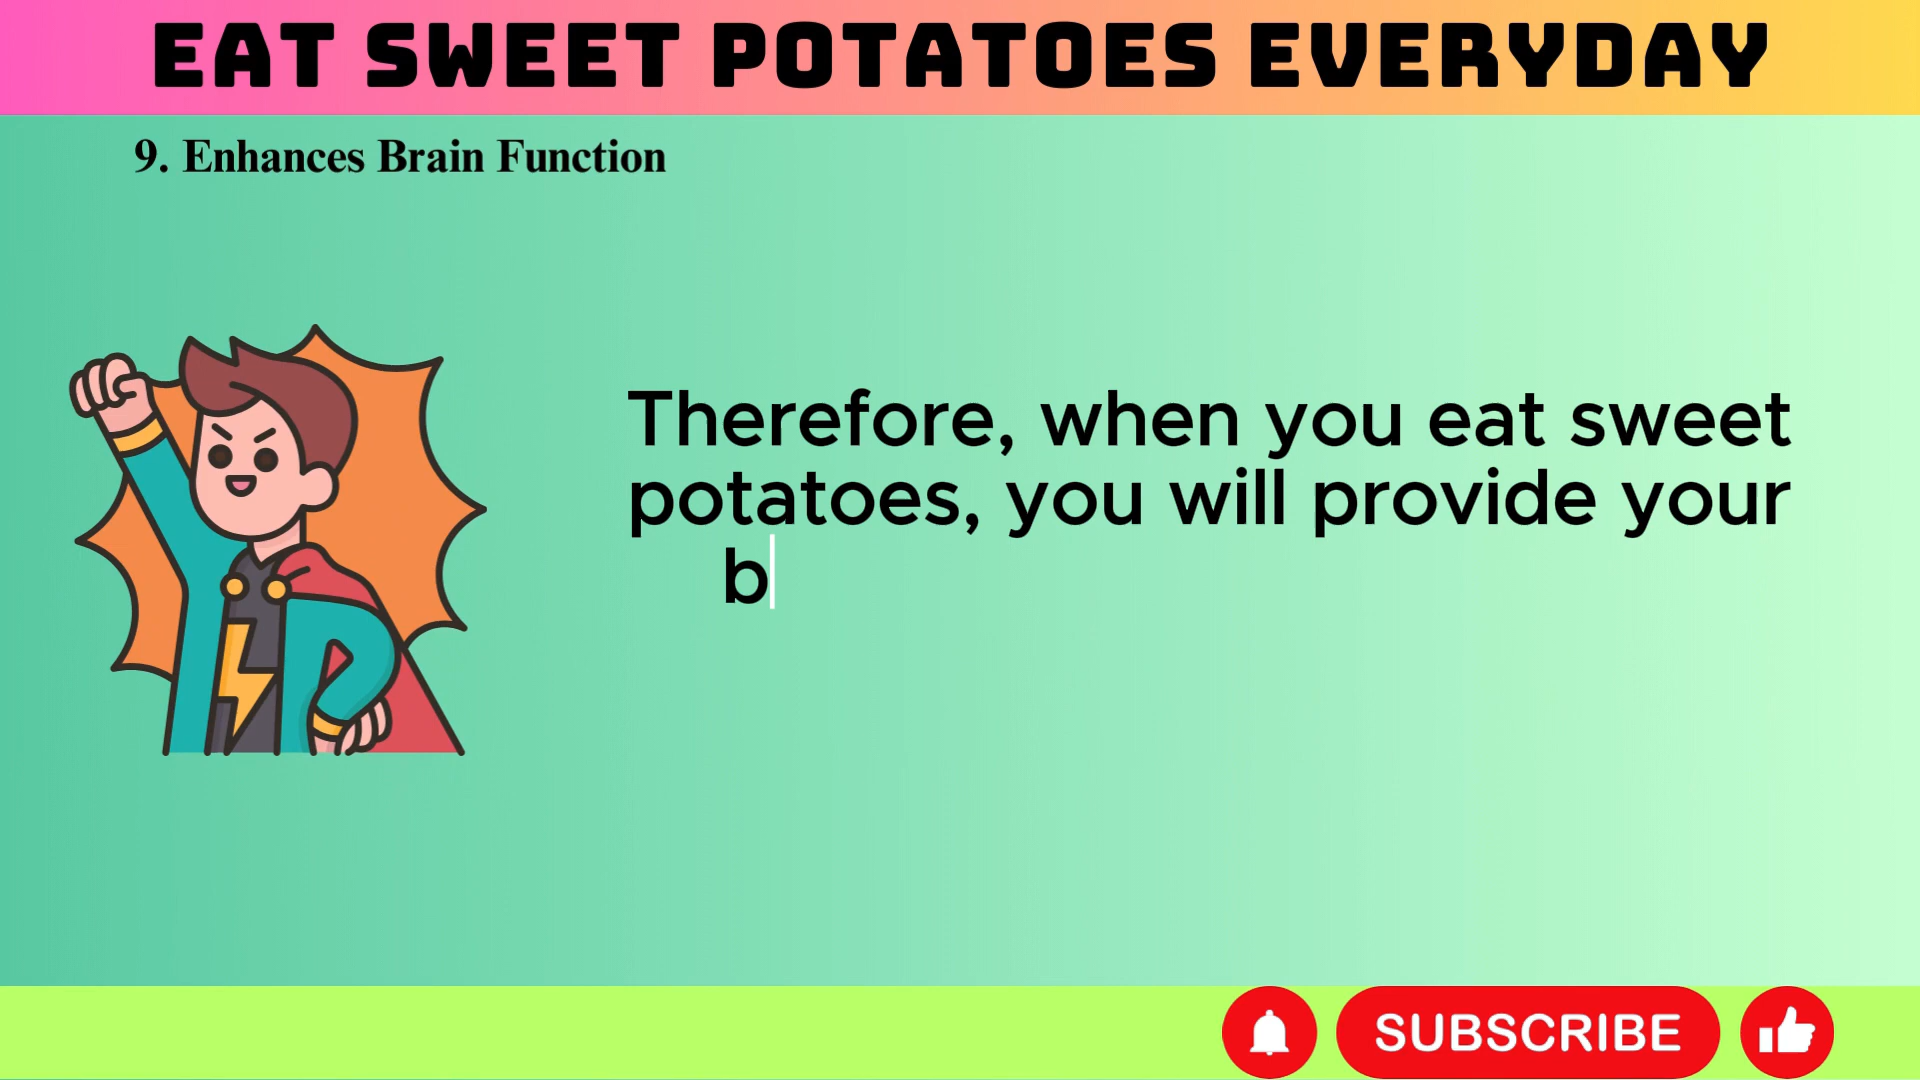 EAT SWEET POTATOES EVERYDAY
9. Enhances Brain Function
Therefore, when you eat sweet
potatoes, you will provide your
b
SUBSCRIBE